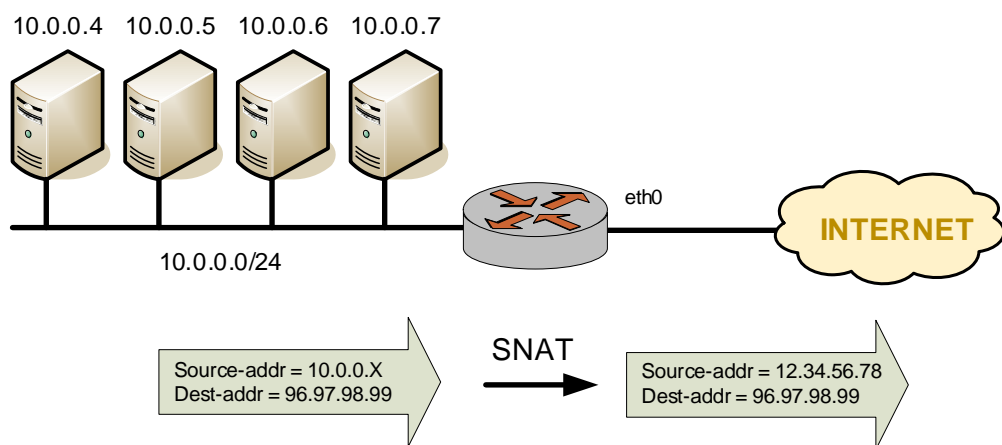 10.0.0.4 10.0.0.5 10.0.0.6 10.0.0.7
eth0
INTERNET
10.0.0.0/24
SNAT
Source-addr = 10.0.0.X
Dest-addr = 96.97.98.99
Source-addr = 12.34.56.78
Dest-addr = 96.97.98.99